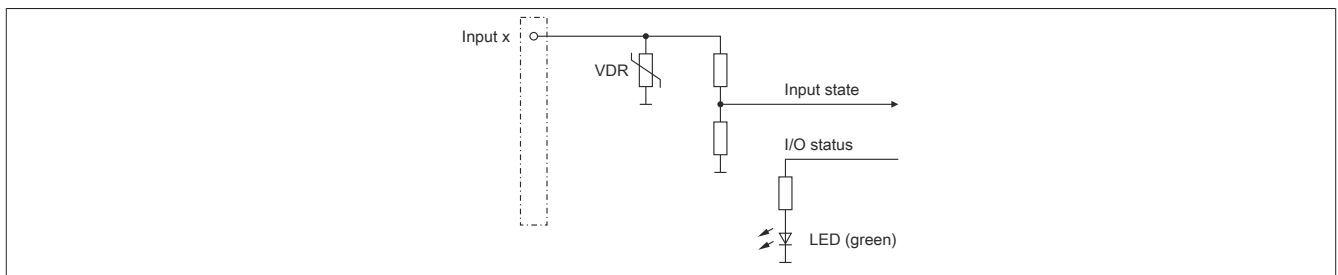 Input x
VDR
Input state
I/O status
LED (green)